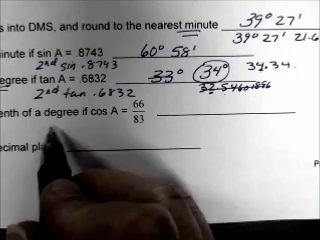 s into DMS, and round to the nearest minute 39° 27'
39° 27' 21.6
minute if sin A = .8743 60° 58'
2nd sin .8743
egree if tan A = .6832 33° 34° 34.34
2nd tan .6832
enth of a degree if cos A = 66/83
ecimal pla